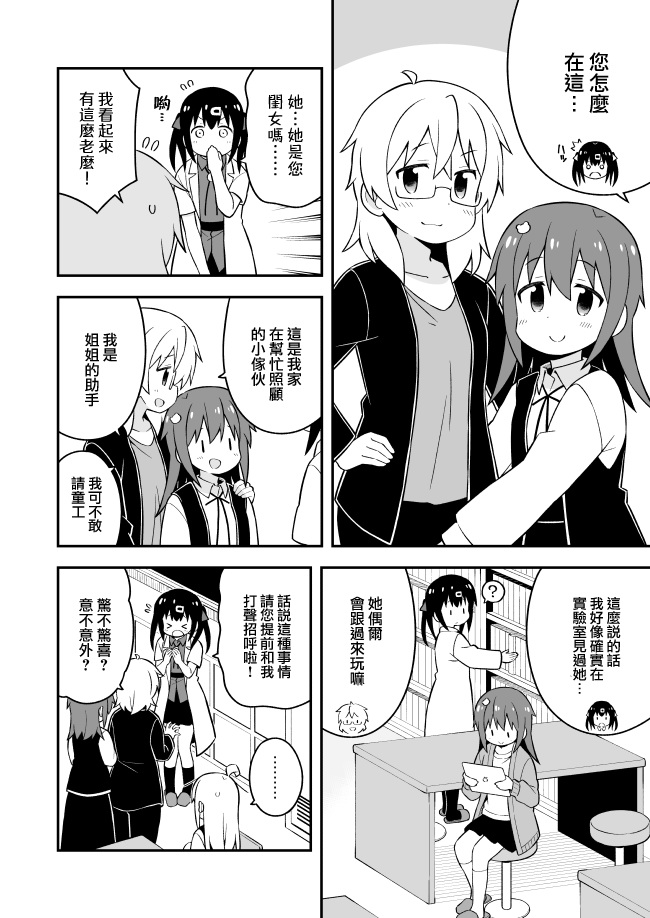 您怎麼
在這…
她…她是您
閨女嗎……
喲…
我看起來
有這麼老麼！
這是我家
在幫忙照顧
的小傢伙
我是
姐姐的助手
我可不敢
請童工
這麼說的話
我好像確實在
實驗室見過她…
？
她偶爾
會跟過來玩嘛
話說這種事情
請您提前和我
打聲招呼啦！
驚不驚喜？
意不意外？
………